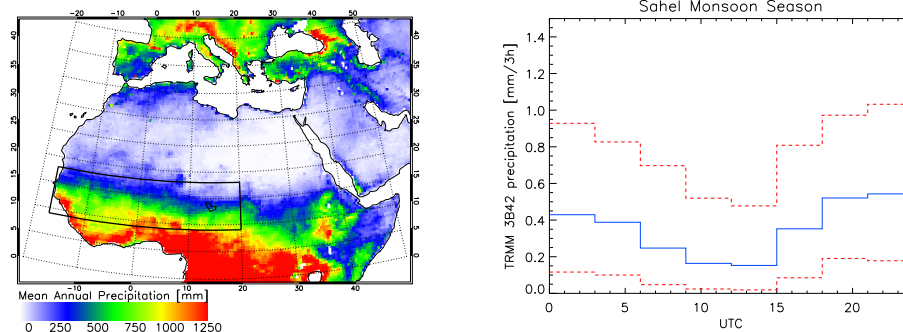 -20 -10 0 10 20 30 40 50
40 40
35 35
30 30
25 25
20 20
15 15
10 10
5 5
0 0
-10 0 10 20 30 40
Mean Annual Precipitation [mm]
0 250 500 750 1000 1250
Sahel Monsoon Season
TRMM 3B42 precipitation [mm/3h]
1.4
1.2
1.0
0.8
0.6
0.4
0.2
0.0
0 5 10 15 20
UTC